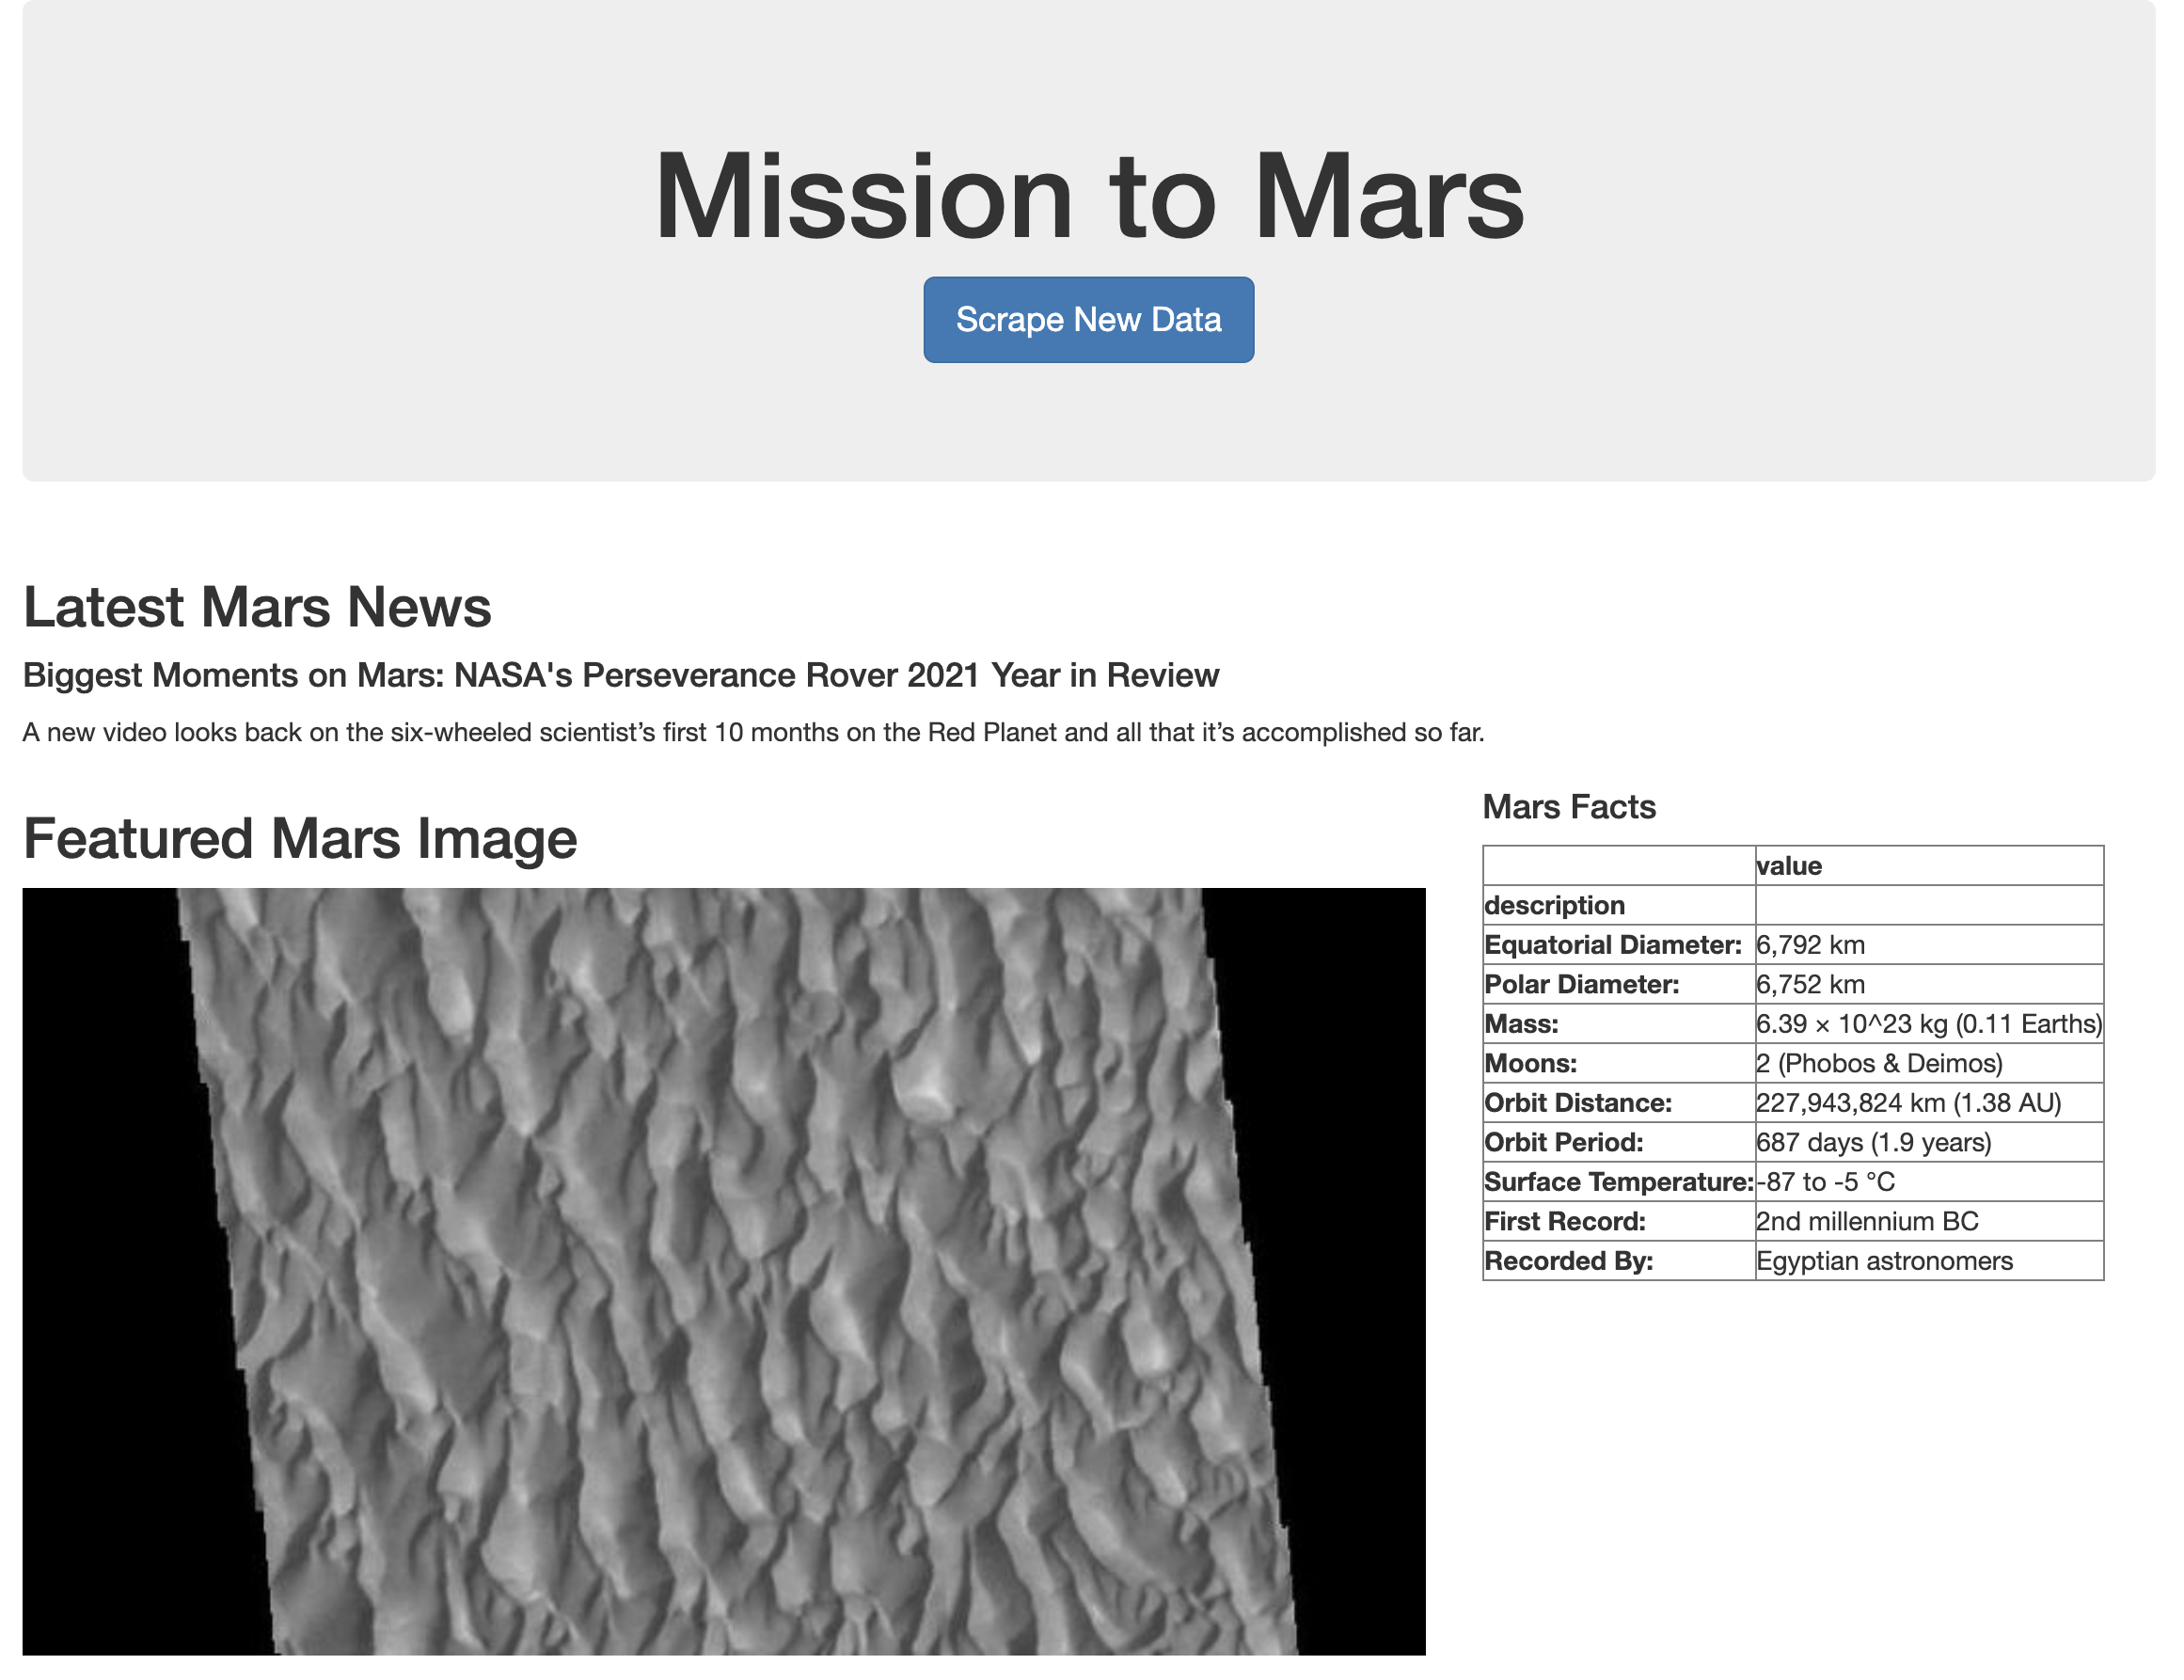 Mission to Mars
Scrape New Data
Latest Mars News
Biggest Moments on Mars: NASA's Perseverance Rover 2021 Year in Review
A new video looks back on the six-wheeled scientist’s first 10 months on the Red Planet and all that it’s accomplished so far.
Featured Mars Image
Mars Facts
value
description
Equatorial Diameter: 6,792 km
Polar Diameter: 6,752 km
Mass: 6.39 × 10^23 kg (0.11 Earths)
Moons: 2 (Phobos & Deimos)
Orbit Distance: 227,943,824 km (1.38 AU)
Orbit Period: 687 days (1.9 years)
Surface Temperature: -87 to -5 °C
First Record: 2nd millennium BC
Recorded By: Egyptian astronomers